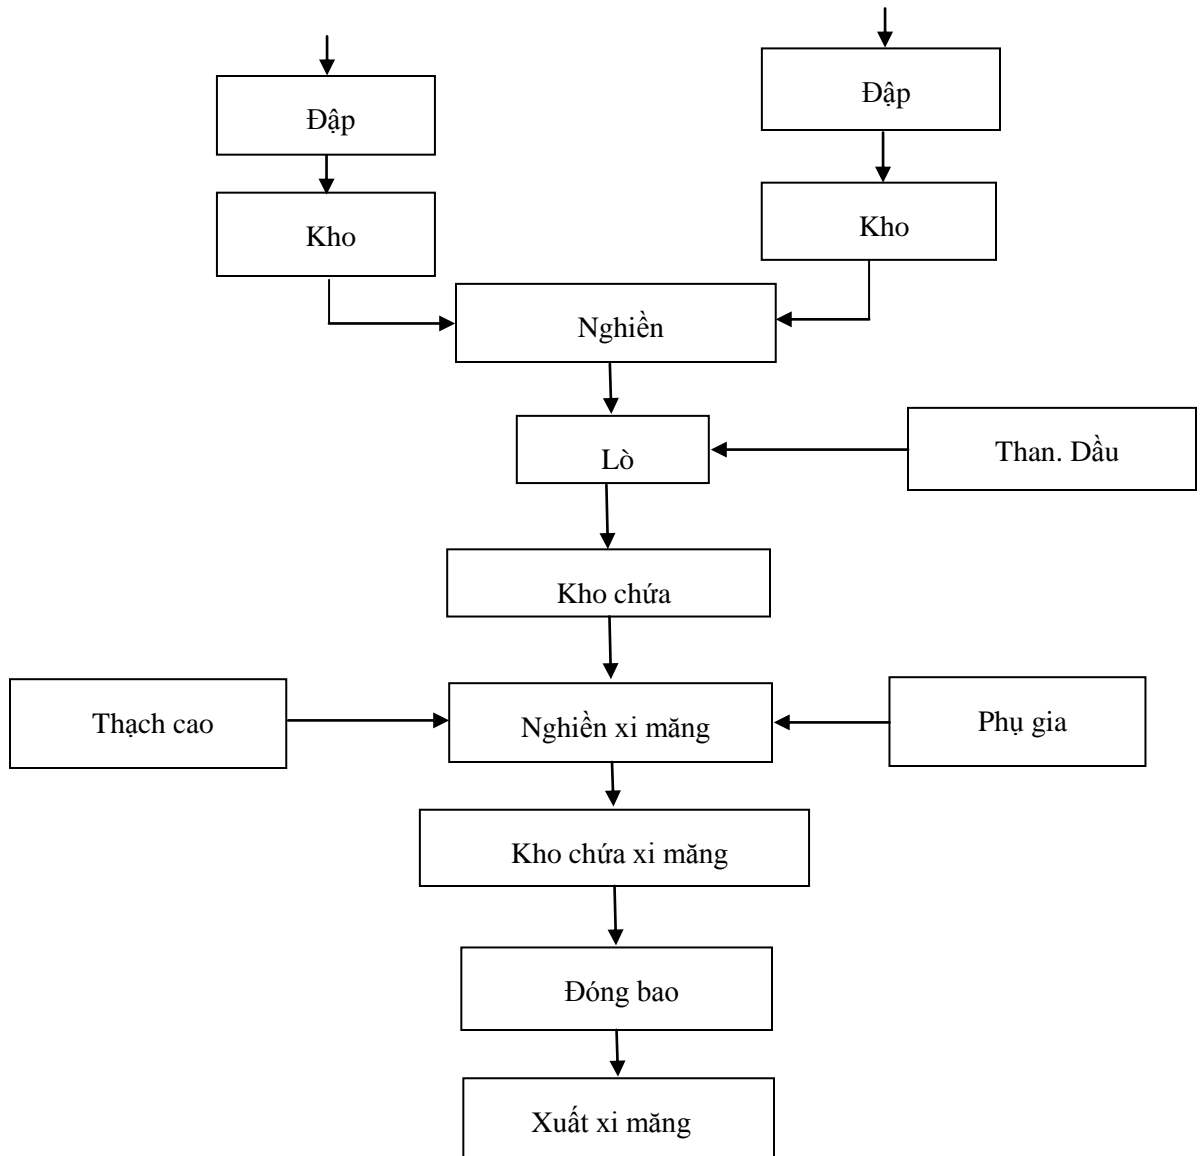 Đập
Đập
Kho
Kho
Nghiền
Lò
Than. Dầu
Kho chứa
Thạch cao
Nghiền xi măng
Phụ gia
Kho chứa xi măng
Đóng bao
Xuất xi măng